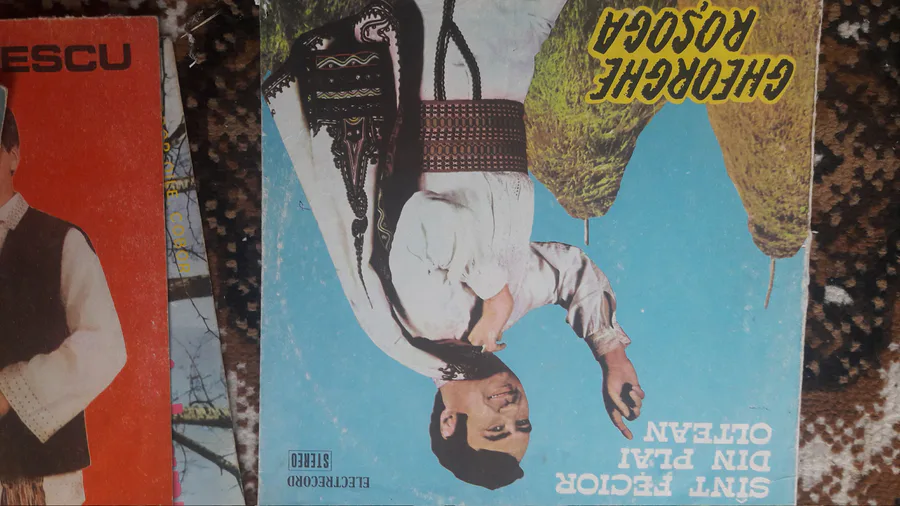 ESCU
SÎNT FECIOR
DIN PLAI
OLTEAN
ELECTRECORD
STEREO
GHEORGHE
ROȘOGA